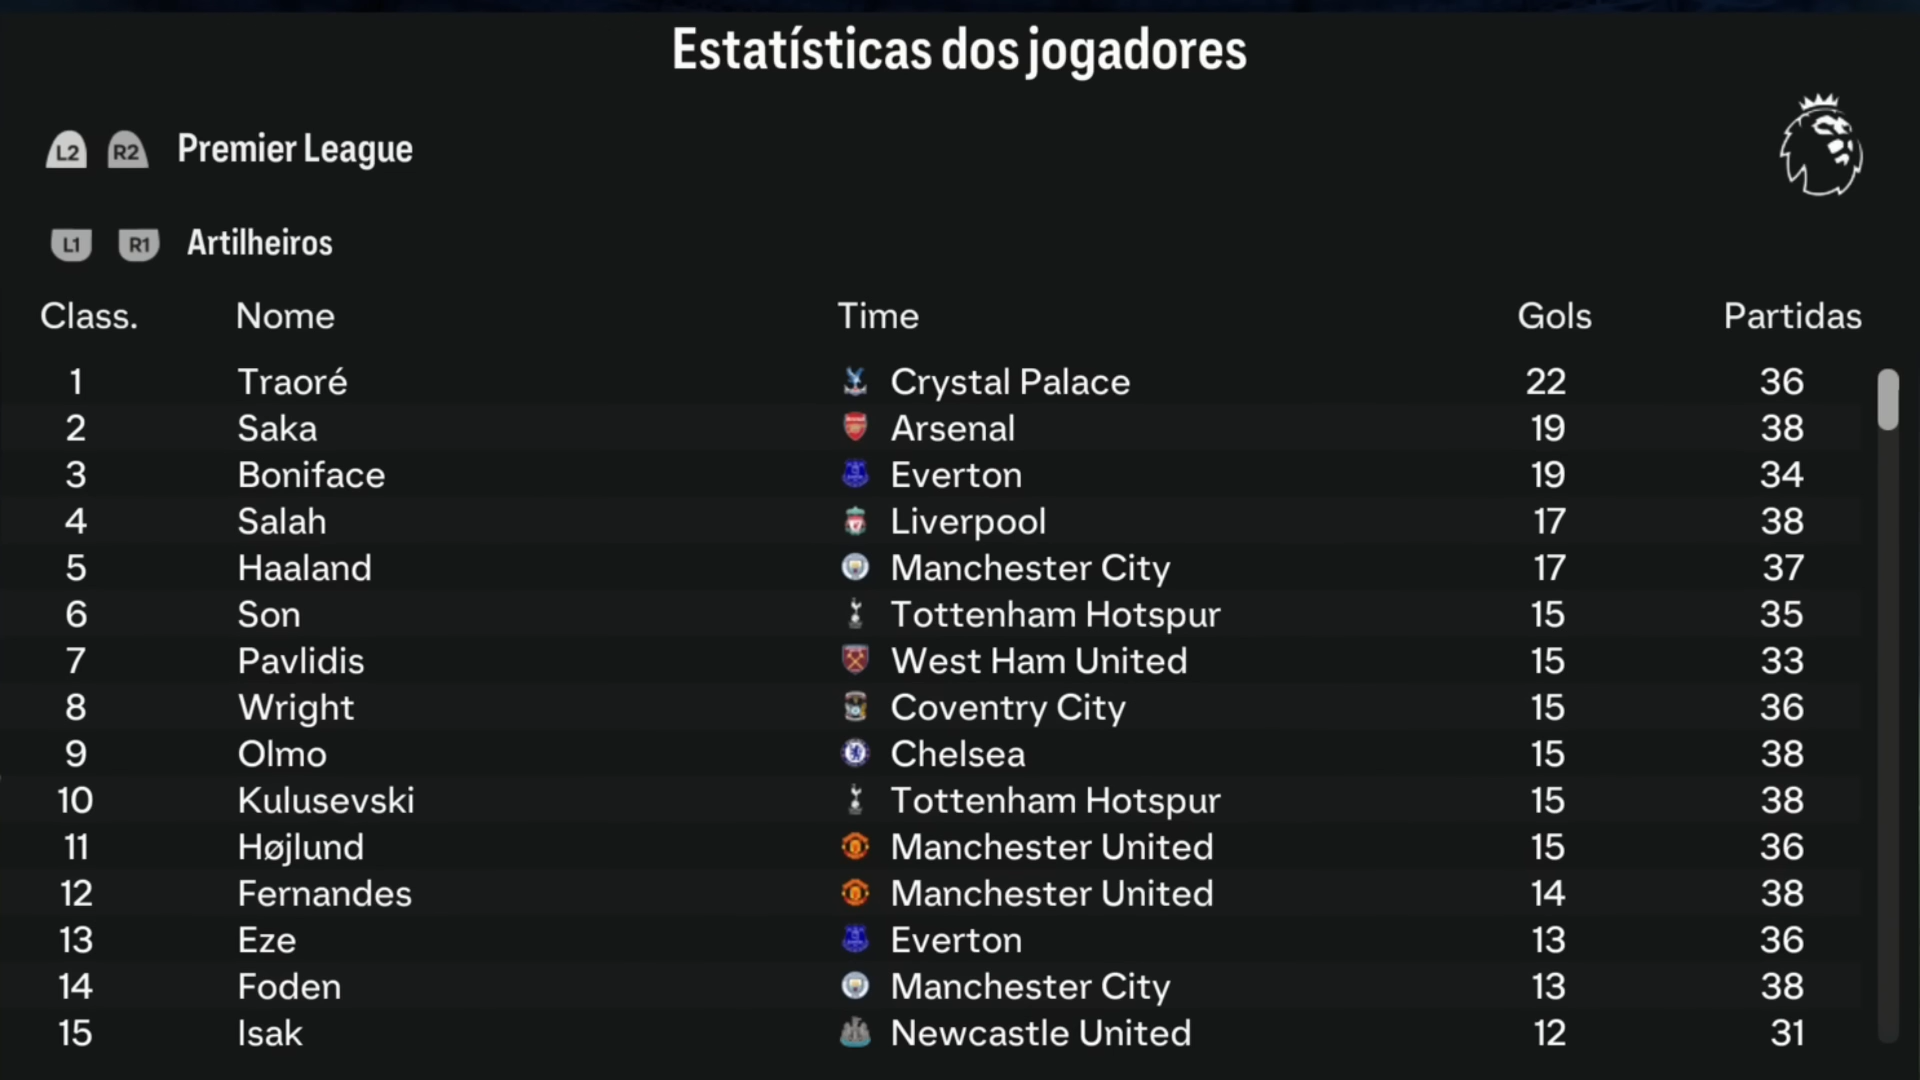 Estatísticas dos jogadores
L2 R2 Premier League
L1 R1 Artilheiros
Class. Nome Time Gols Partidas
1 Traoré Crystal Palace 22 36
2 Saka Arsenal 19 38
3 Boniface Everton 19 34
4 Salah Liverpool 17 38
5 Haaland Manchester City 17 37
6 Son Tottenham Hotspur 15 35
7 Pavlidis West Ham United 15 33
8 Wright Coventry City 15 36
9 Olmo Chelsea 15 38
10 Kulusevski Tottenham Hotspur 15 38
11 Højlund Manchester United 15 36
12 Fernandes Manchester United 14 38
13 Eze Everton 13 36
14 Foden Manchester City 13 38
15 Isak Newcastle United 12 31